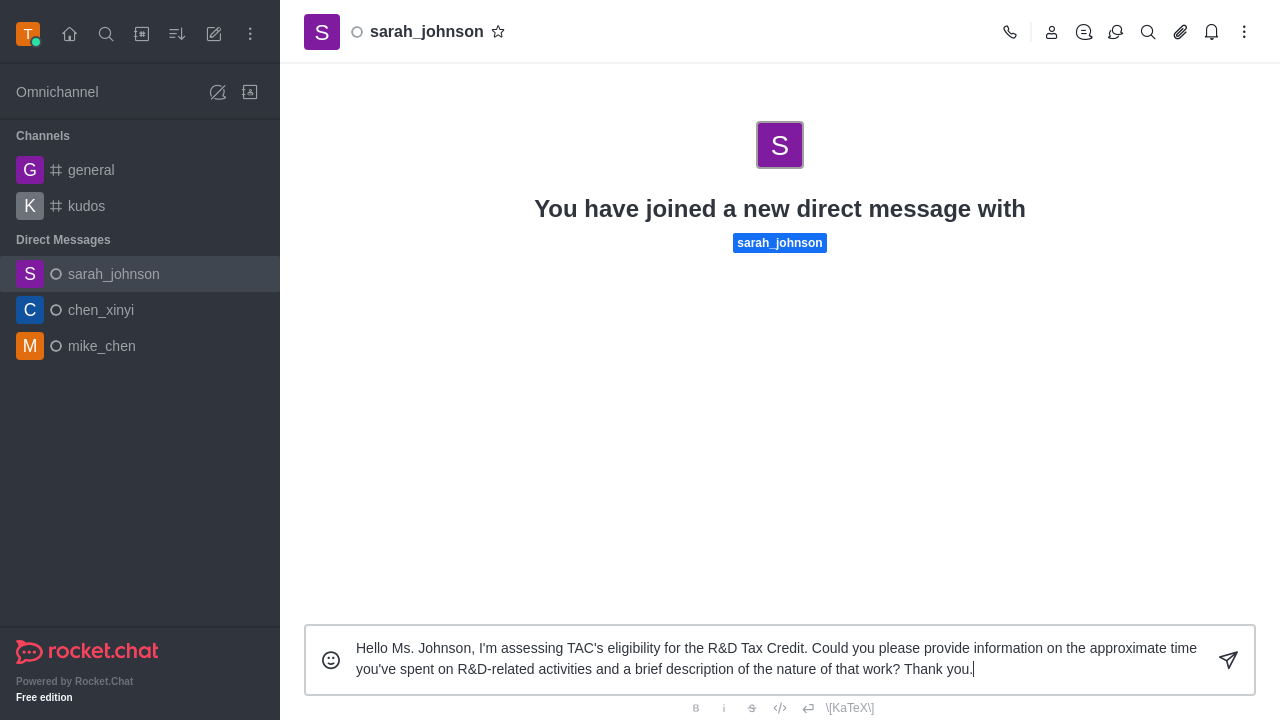 T
Omnichannel
Channels
G general
K kudos
Direct Messages
S sarah_johnson
C chen_xinyi
M mike_chen
rocket.chat
Powered by Rocket.Chat
Free edition
S sarah_johnson
S
You have joined a new direct message with
sarah_johnson
Hello Ms. Johnson, I'm assessing TAC's eligibility for the R&D Tax Credit. Could you please provide information on the approximate time
you've spent on R&D-related activities and a brief description of the nature of that work? Thank you.
B i S \[KaTeX\]